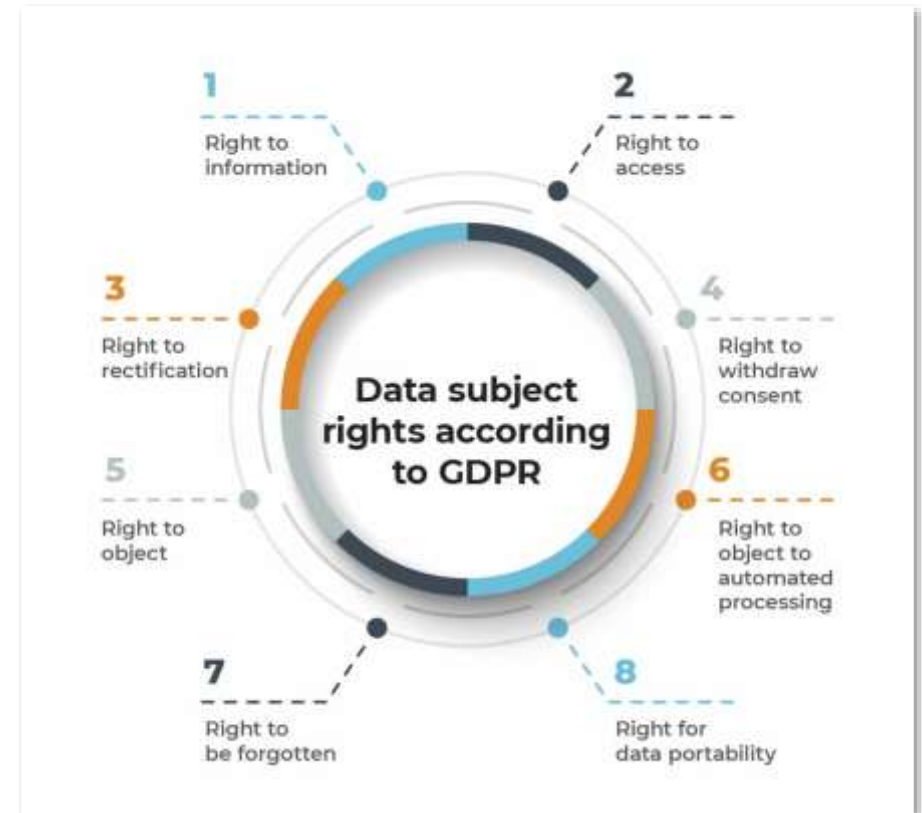 1
Right to
information
2
Right to
access
3
Right to
rectification
4
Right to
withdraw
consent
Data subject
rights according
to GDPR
5
Right to
object
6
Right to
object to
automated
processing
7
Right to
be forgotten
8
Right for
data portability